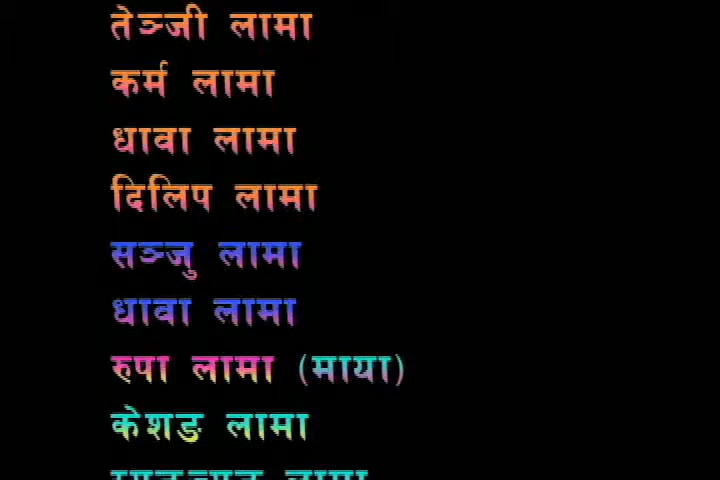 तेञ्जी लामा
कर्म लामा
धावा लामा
दिलिप लामा
सञ्जु लामा
धावा लामा
रुपा लामा (माया)
केशङ लामा
लामा